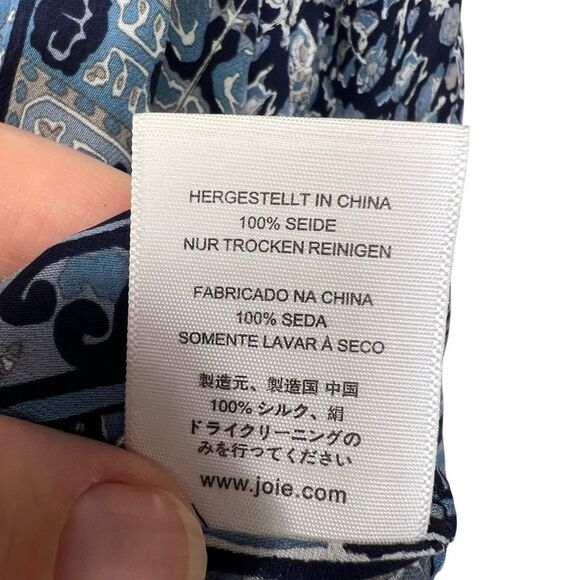 HERGESTELLT IN CHINA
100% SEIDE
NUR TROCKEN REINIGEN
FABRICADO NA CHINA
100% SEDA
SOMENTE LAVAR À SECO
製造元、製造国 中国
100% シルク、絹
ドライクリーニングの
みを行ってください
www.joie.com